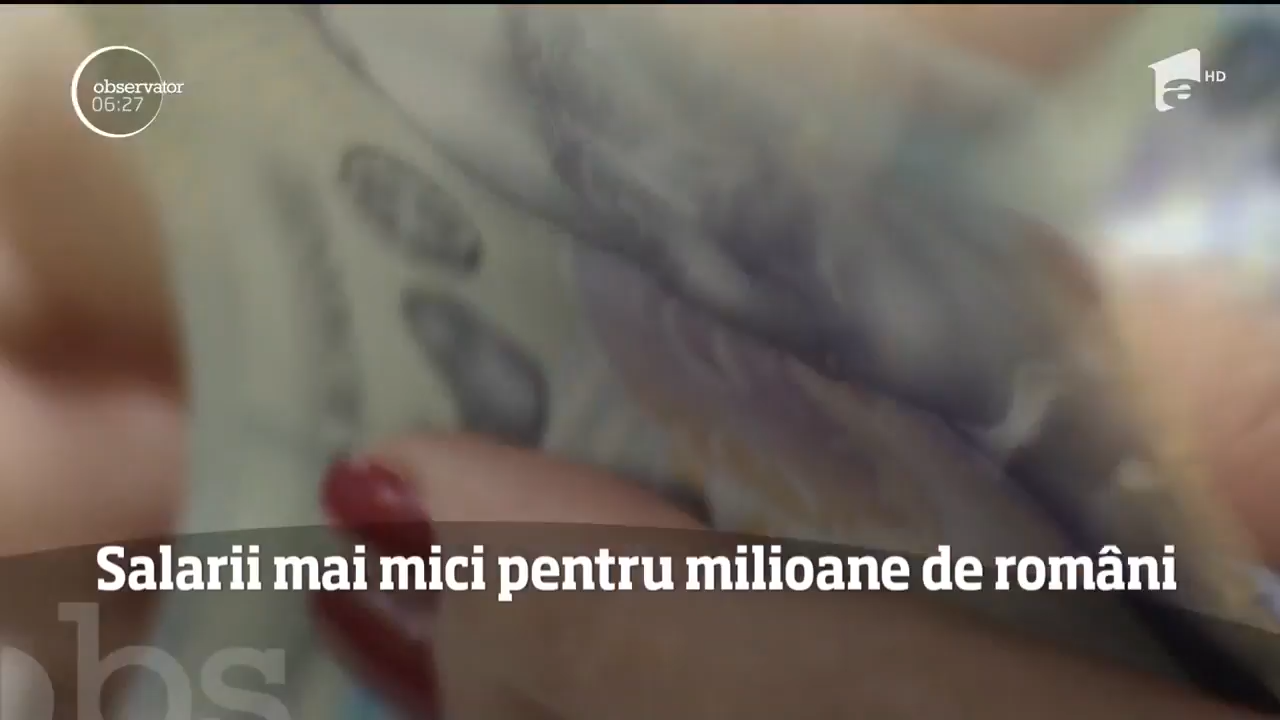 observator
06:27
HD
Salarii mai mici pentru milioane de români
obs